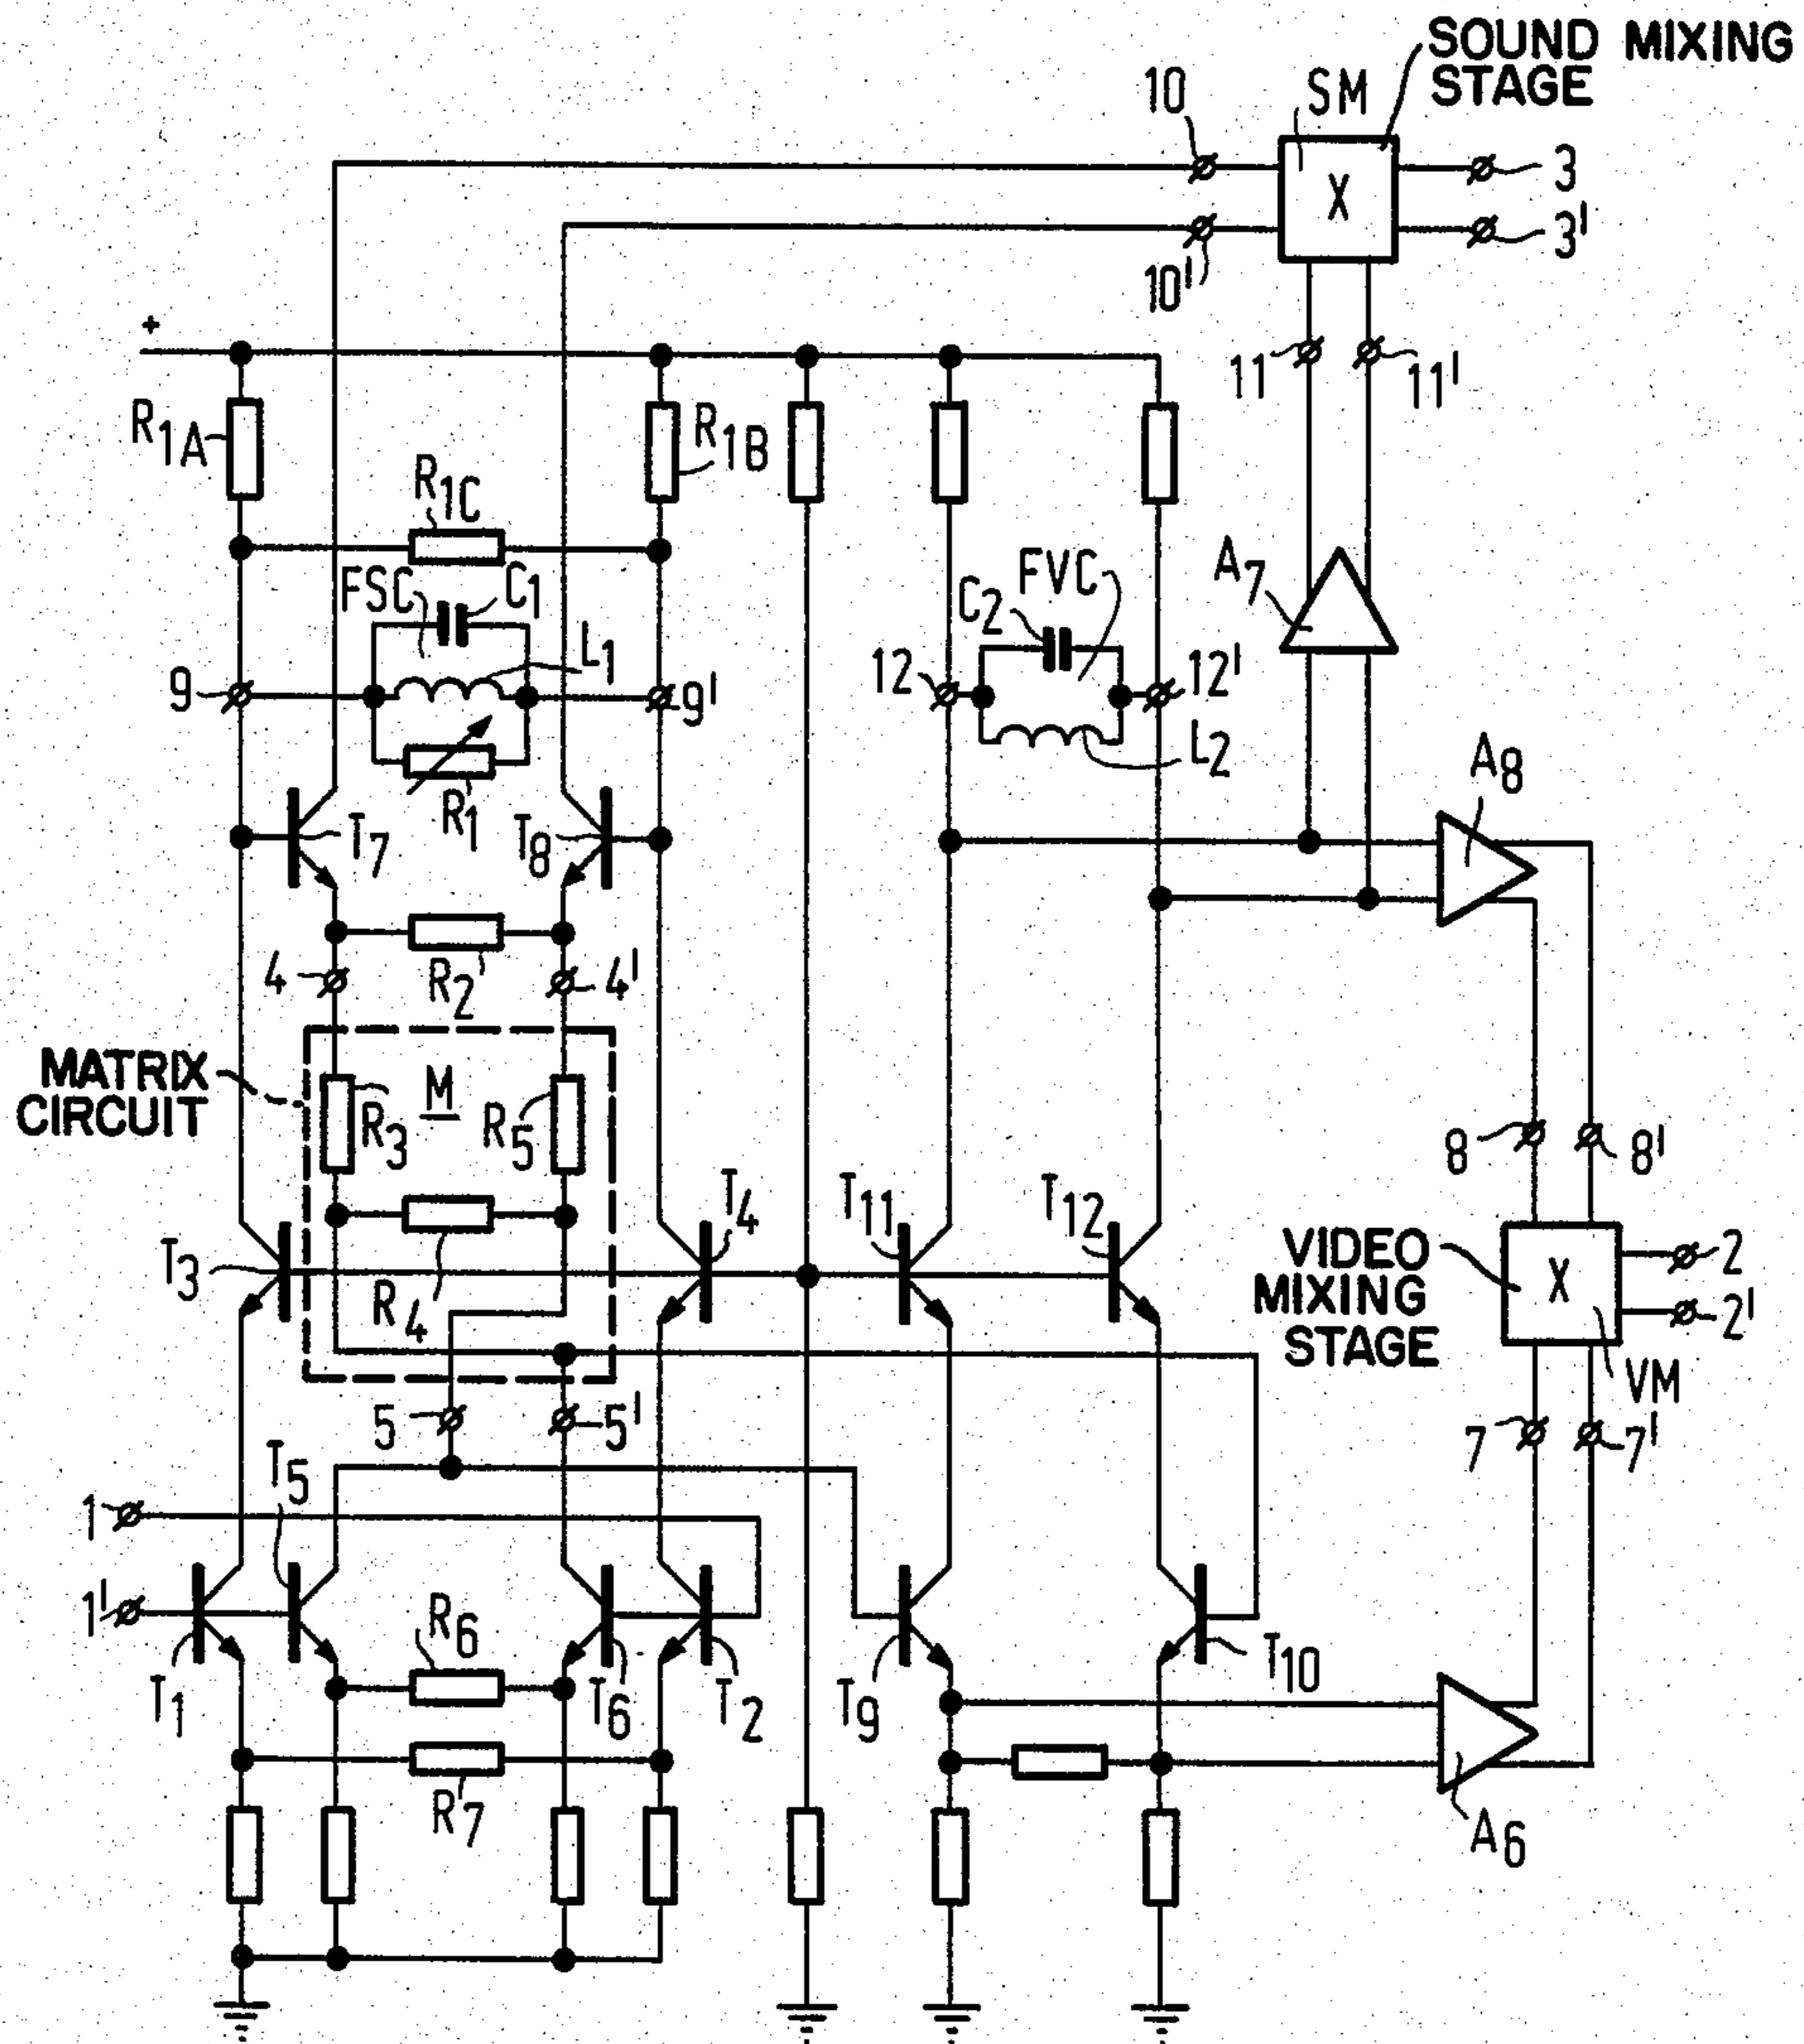 SOUND MIXING
STAGE
10
SM
X
3
3'
10'
+
11
11'
R1A
R1B
R1C
FSC
C1
L1
FVC
C2
A7
9
9'
12
12'
L2
R1
T7
T8
A8
4
R2
4'
MATRIX
CIRCUIT
M
R3
R5
8
8'
T3
R4
T4
T11
T12
VIDEO
MIXING
STAGE
X
2
2'
VM
5
5'
7
7'
T5
1
1'
R6
T1
T6
T2
T9
T10
R7
A6